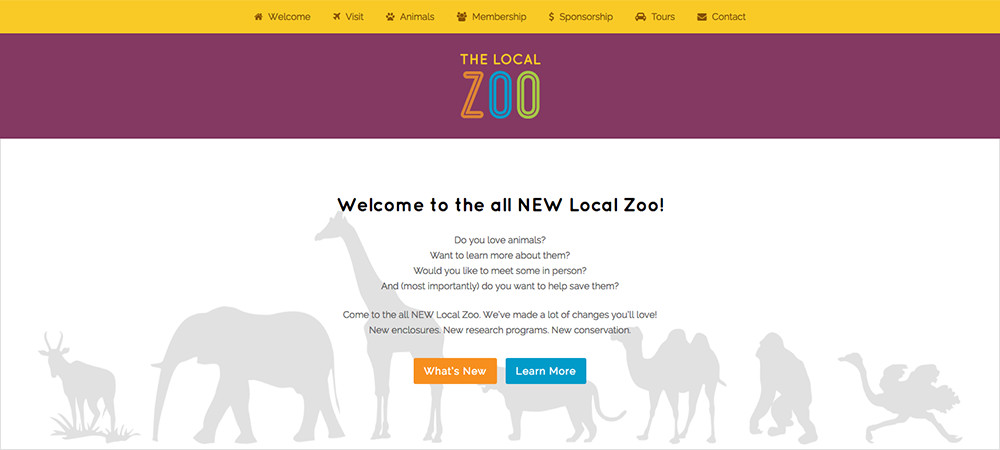 Welcome Visit Animals Membership Sponsorship Tours Contact
THE LOCAL
ZOO
Welcome to the all NEW Local Zoo!
Do you love animals?
Want to learn more about them?
Would you like to meet some in person?
And (most importantly) do you want to help save them?
Come to the all NEW Local Zoo. We've made a lot of changes you'll love!
New enclosures. New research programs. New conservation.
What's New Learn More